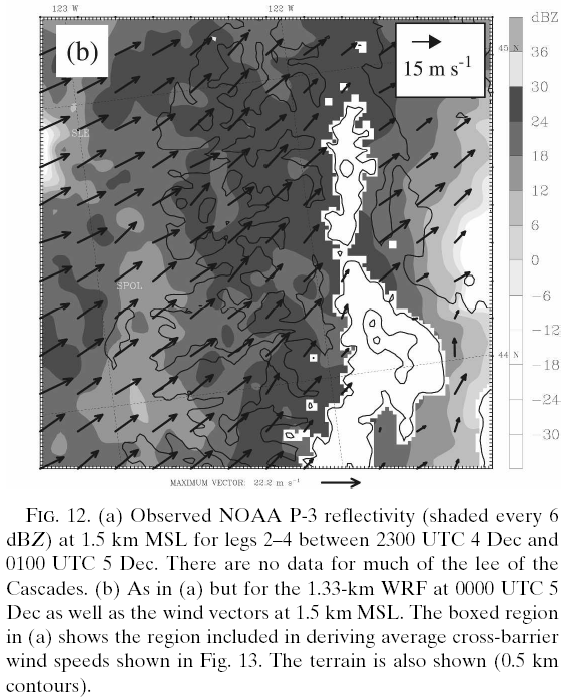 123 W
122 W
dBZ
(b)
15 m s-1
45 N
36
30
24
SLE
18
12
6
0
SPOL
-6
-12
44 N
-18
-24
-30
MAXIMUM VECTOR: 22.2 m s-1
FIG. 12. (a) Observed NOAA P-3 reflectivity (shaded every 6
dBZ) at 1.5 km MSL for legs 2–4 between 2300 UTC 4 Dec and
0100 UTC 5 Dec. There are no data for much of the lee of the
Cascades. (b) As in (a) but for the 1.33-km WRF at 0000 UTC 5
Dec as well as the wind vectors at 1.5 km MSL. The boxed region
in (a) shows the region included in deriving average cross-barrier
wind speeds shown in Fig. 13. The terrain is also shown (0.5 km
contours).